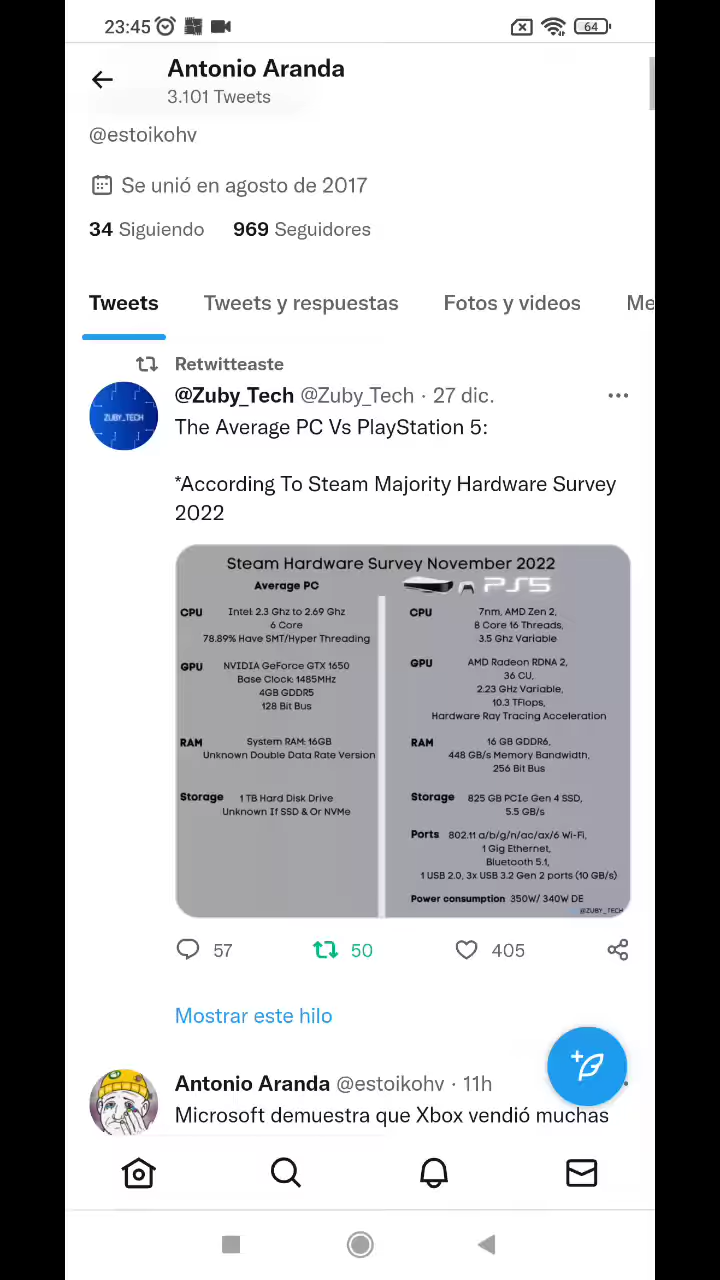 23:45
64
Antonio Aranda
3.101 Tweets
@estoikohv
Se unió en agosto de 2017
34 Siguiendo 969 Seguidores
Tweets Tweets y respuestas Fotos y videos Me
Retwitteaste
ZUBY_TECH
@Zuby_Tech @Zuby_Tech · 27 dic.
The Average PC Vs PlayStation 5:
*According To Steam Majority Hardware Survey
2022
Steam Hardware Survey November 2022
Average PC
CPU Intel: 2.3 Ghz to 2.69 Ghz
6 Core
78.89% Have SMT/Hyper Threading
GPU NVIDIA GeForce GTX 1650
Base Clock: 1485MHz
4GB GDDR5
128 Bit Bus
RAM System RAM: 16GB
Unknown Double Data Rate Version
Storage 1 TB Hard Disk Drive
Unknown If SSD & Or NVMe
PS5
CPU 7nm, AMD Zen 2,
8 Core 16 Threads,
3.5 Ghz Variable
GPU AMD Radeon RDNA 2,
36 CU,
2.23 GHz Variable,
10.3 TFlops,
Hardware Ray Tracing Acceleration
RAM 16 GB GDDR6,
448 GB/s Memory Bandwidth,
256 Bit Bus
Storage 825 GB PCIe Gen 4 SSD,
5.5 GB/s
Ports 802.11 a/b/g/n/ac/ax/6 Wi-Fi,
1 Gig Ethernet,
Bluetooth 5.1,
1 USB 2.0, 3x USB 3.2 Gen 2 ports (10 GB/s)
Power consumption 350W/ 340W DE
@ZUBY_TECH
57 50 405
Mostrar este hilo
Antonio Aranda @estoikohv · 11h
Microsoft demuestra que Xbox vendió muchas